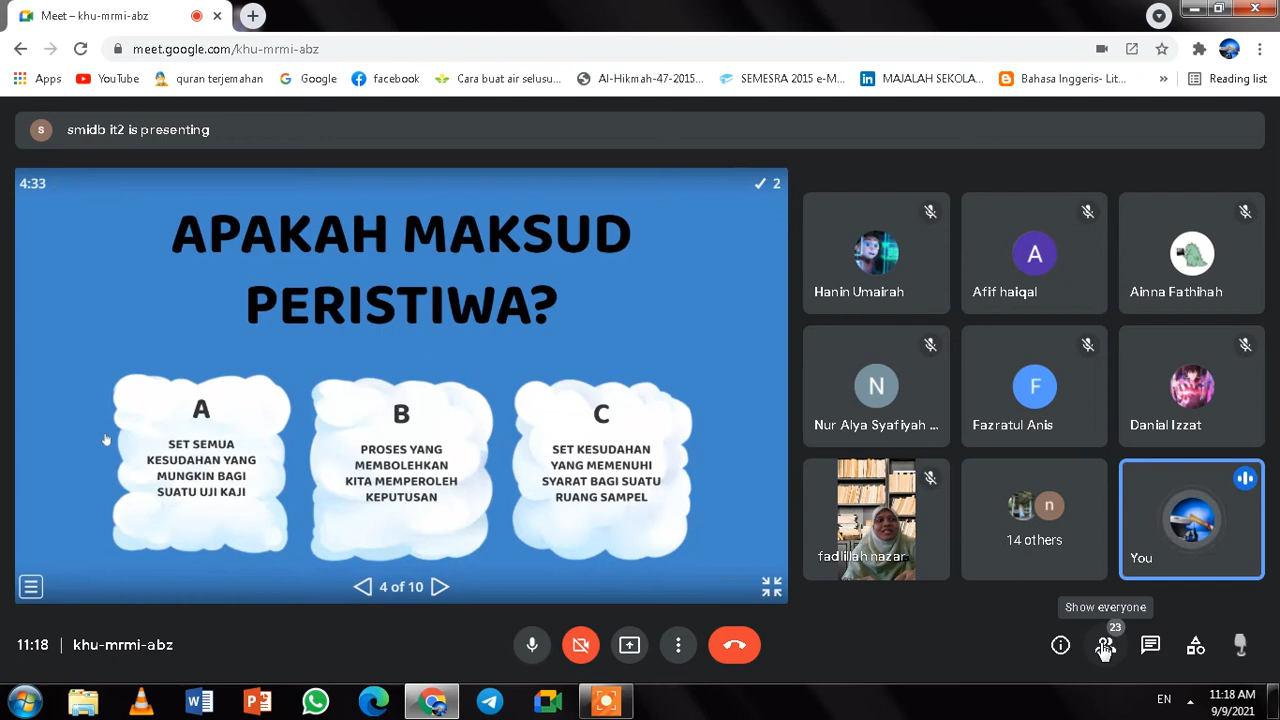 Meet – khu-mrmi-abz
meet.google.com/khu-mrmi-abz
Apps
YouTube
quran terjemahan
Google
facebook
Cara buat air selusu...
Al-Hikmah-47-2015...
SEMESRA 2015 e-M...
MAJALAH SEKOLA...
Bahasa Inggeris- Lit...
»
Reading list
s
smidb it2 is presenting
4:33
✓ 2
APAKAH MAKSUD
PERISTIWA?
A
SET SEMUA
KESUDAHAN YANG
MUNGKIN BAGI
SUATU UJI KAJI
B
PROSES YANG
MEMBOLEHKAN
KITA MEMPEROLEH
KEPUTUSAN
C
SET KESUDAHAN
YANG MEMENUHI
SYARAT BAGI SUATU
RUANG SAMPEL
4 of 10
Hanin Umairah
A
Afif haiqal
Ainna Fathihah
N
Nur Alya Syafiyah ...
F
Fazratul Anis
Danial Izzat
fadlillah nazar
n
14 others
You
Show everyone
23
11:18 | khu-mrmi-abz
EN
11:18 AM
9/9/2021